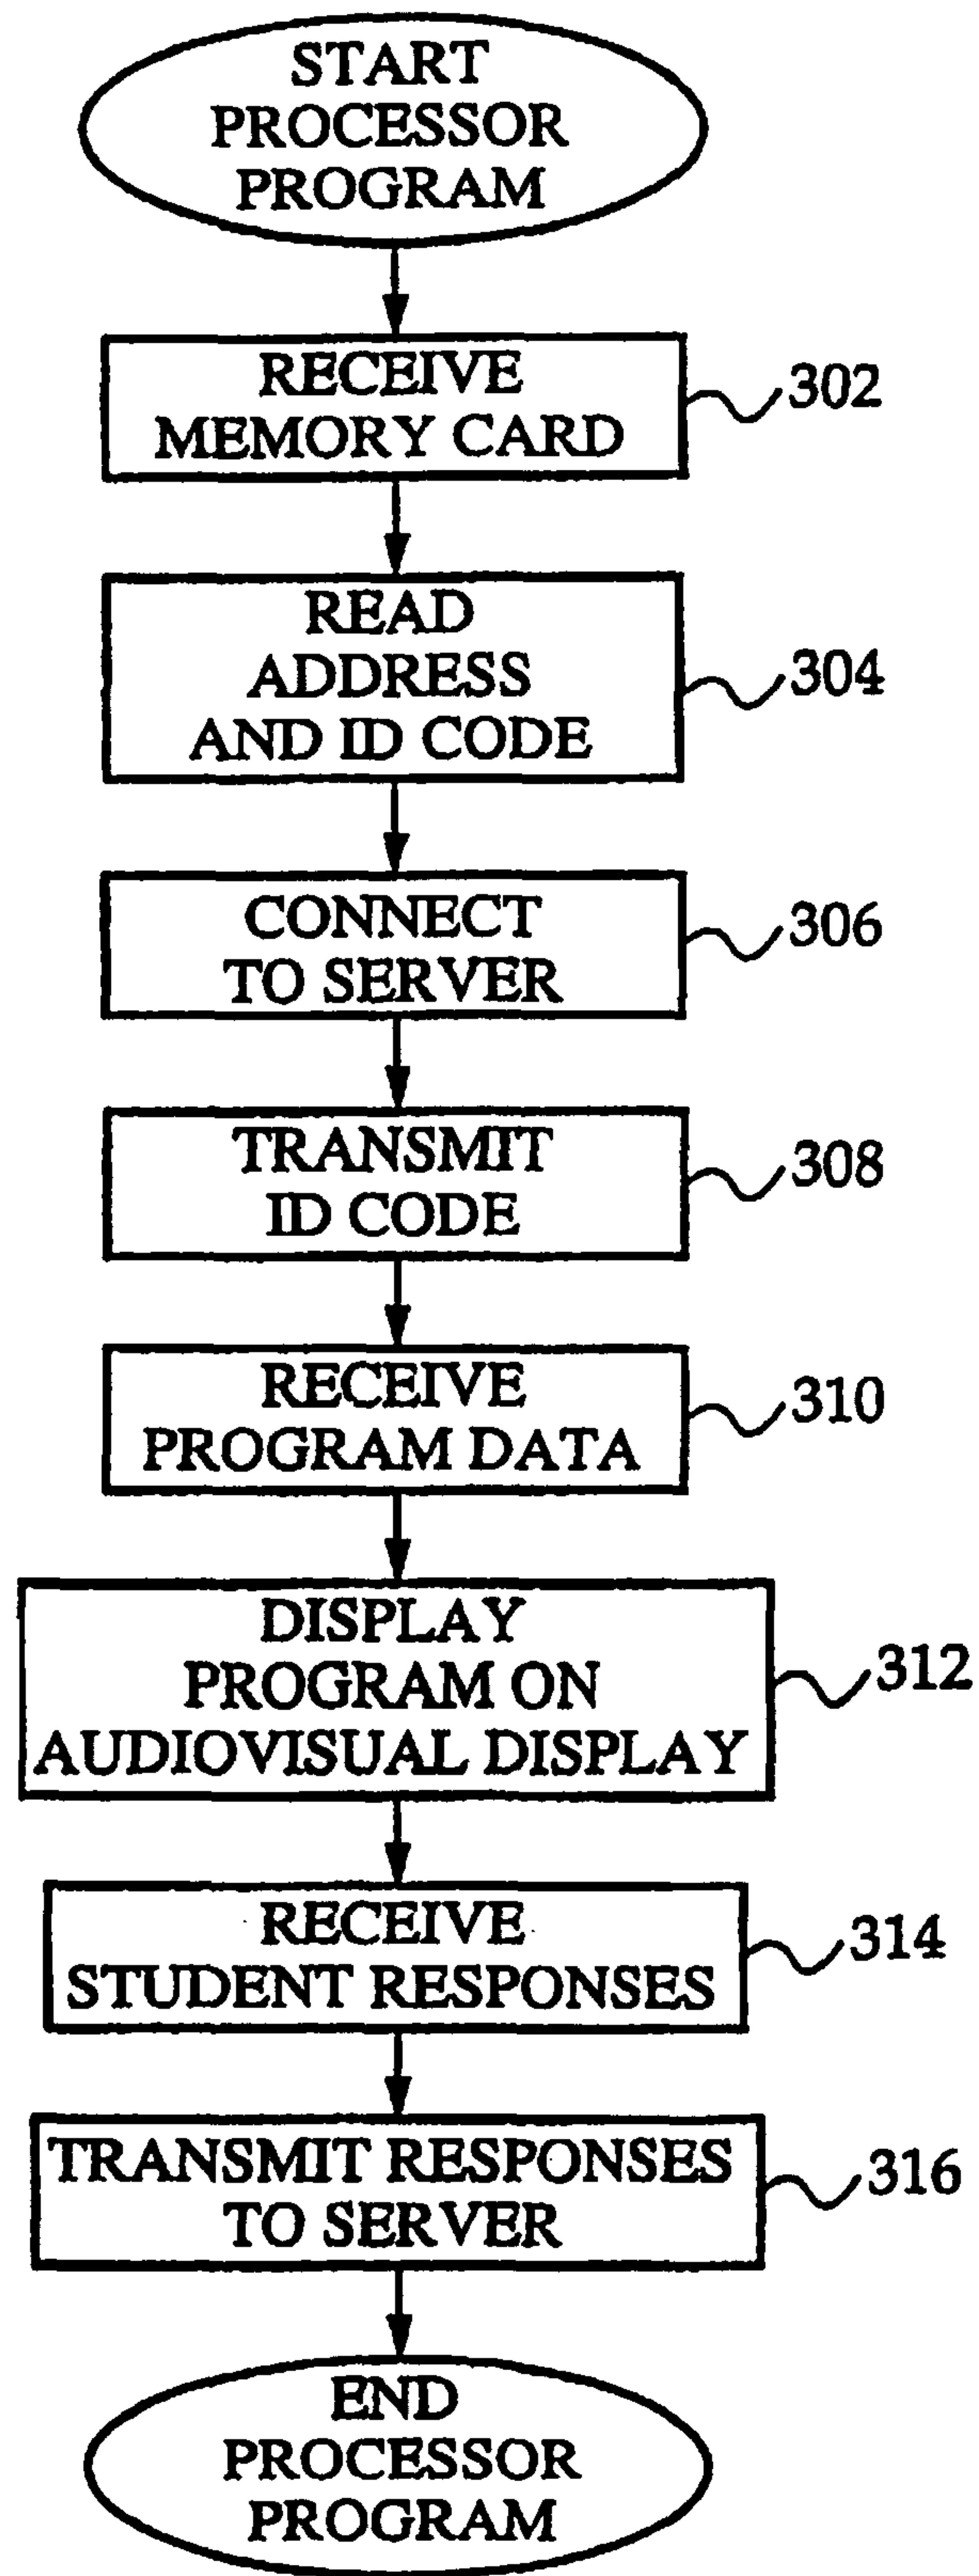 START
PROCESSOR
PROGRAM
RECEIVE
MEMORY CARD
302
READ
ADDRESS
AND ID CODE
304
CONNECT
TO SERVER
306
TRANSMIT
ID CODE
308
RECEIVE
PROGRAM DATA
310
DISPLAY
PROGRAM ON
AUDIOVISUAL DISPLAY
312
RECEIVE
STUDENT RESPONSES
314
TRANSMIT RESPONSES
TO SERVER
316
END
PROCESSOR
PROGRAM